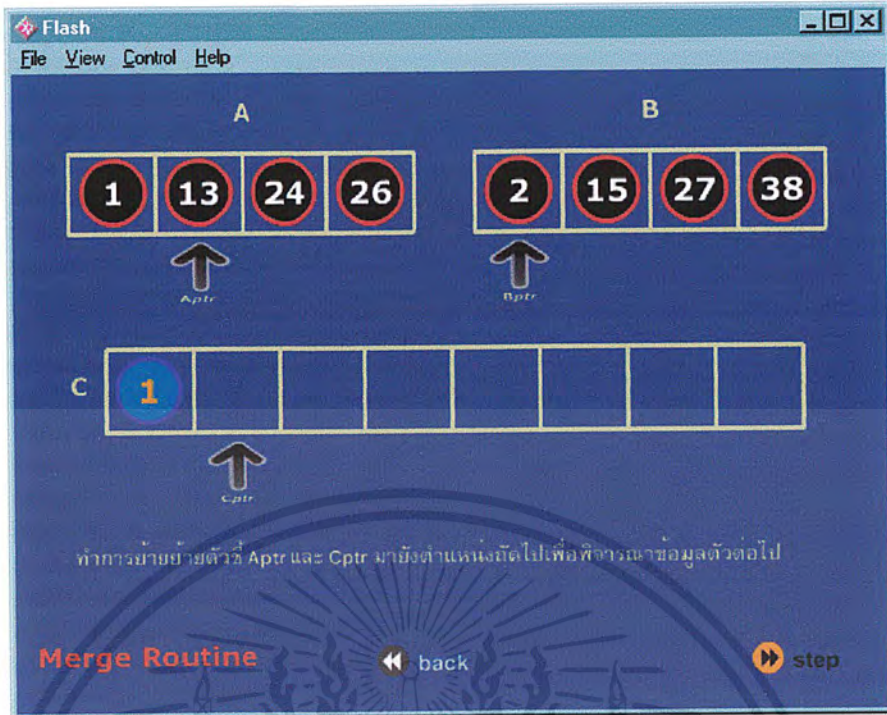 Flash
File View Control Help
A B
1 13 24 26 2 15 27 38
Aptr Bptr
C 1
Cptr
ทำการย้ายย้ายตัวชี้ Aptr และ Cptr มายังตำแหน่งถัดไปเพื่อพิจารณาข้อมูลตัวต่อไป
Merge Routine back step